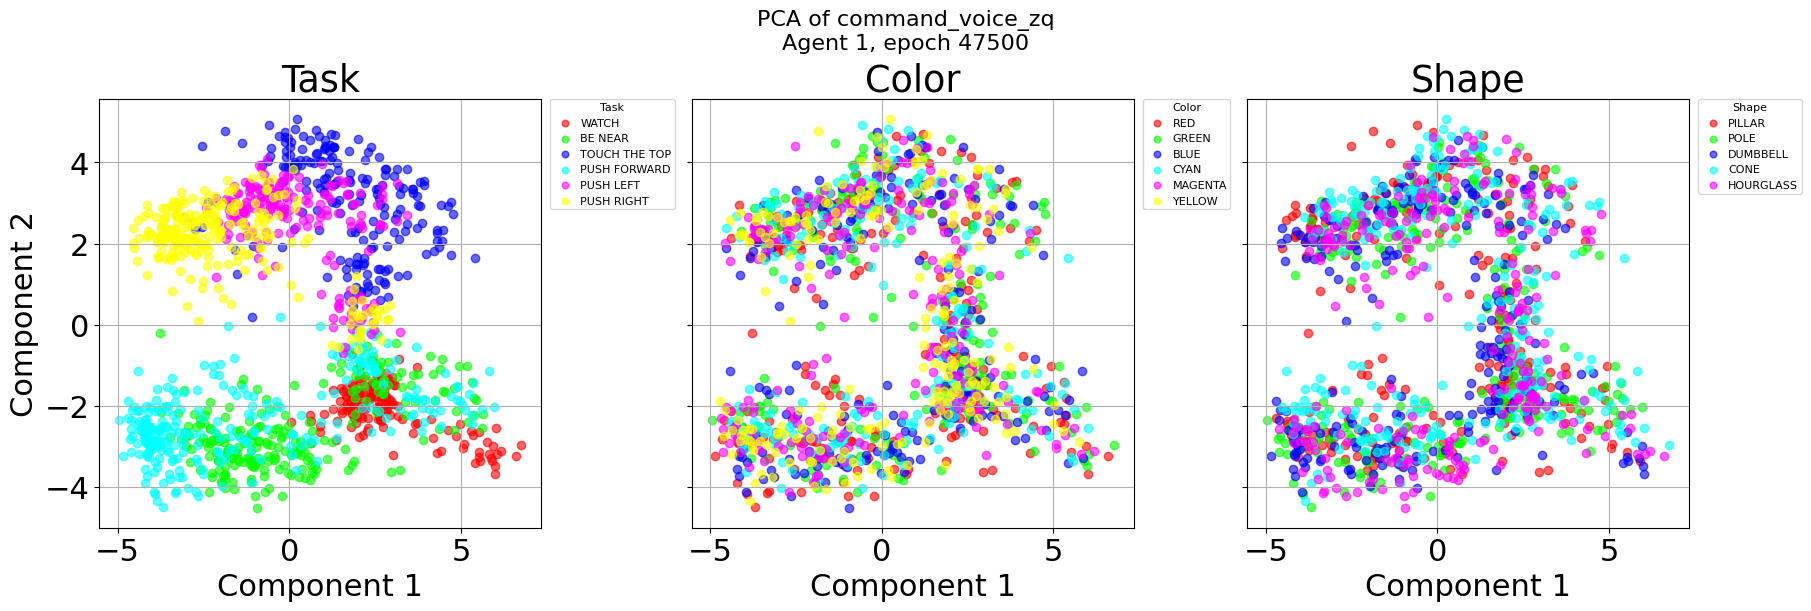 PCA of command_voice_zq
Agent 1, epoch 47500
Task
Component 2
4
2
0
−2
−4
−5 0 5
Component 1
Task
WATCH
BE NEAR
TOUCH THE TOP
PUSH FORWARD
PUSH LEFT
PUSH RIGHT
Color
−5 0 5
Component 1
Color
RED
GREEN
BLUE
CYAN
MAGENTA
YELLOW
Shape
−5 0 5
Component 1
Shape
PILLAR
POLE
DUMBBELL
CONE
HOURGLASS